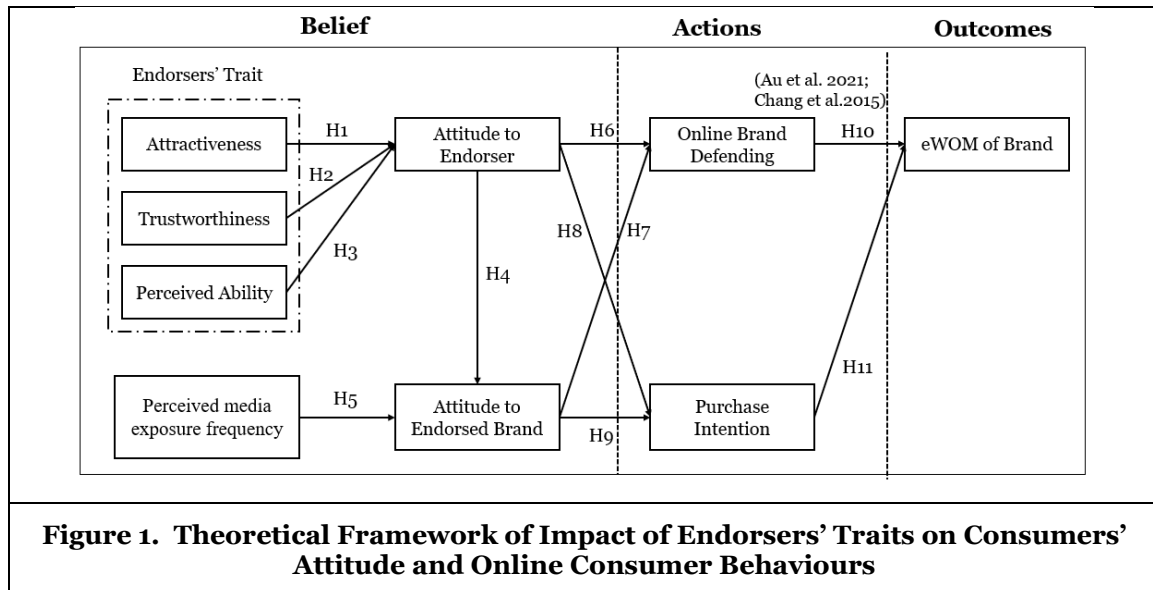 Belief
Actions
Outcomes
Endorsers’ Trait
(Au et al. 2021;
Chang et al.2015)
Attractiveness
H1
Attitude to
Endorser
H6
Online Brand
Defending
H10
eWOM of Brand
H2
Trustworthiness
H3
H8
H7
H4
Perceived Ability
Perceived media
exposure frequency
H5
Attitude to
Endorsed Brand
H9
Purchase
Intention
H11
Figure 1. Theoretical Framework of Impact of Endorsers’ Traits on Consumers’
Attitude and Online Consumer Behaviours